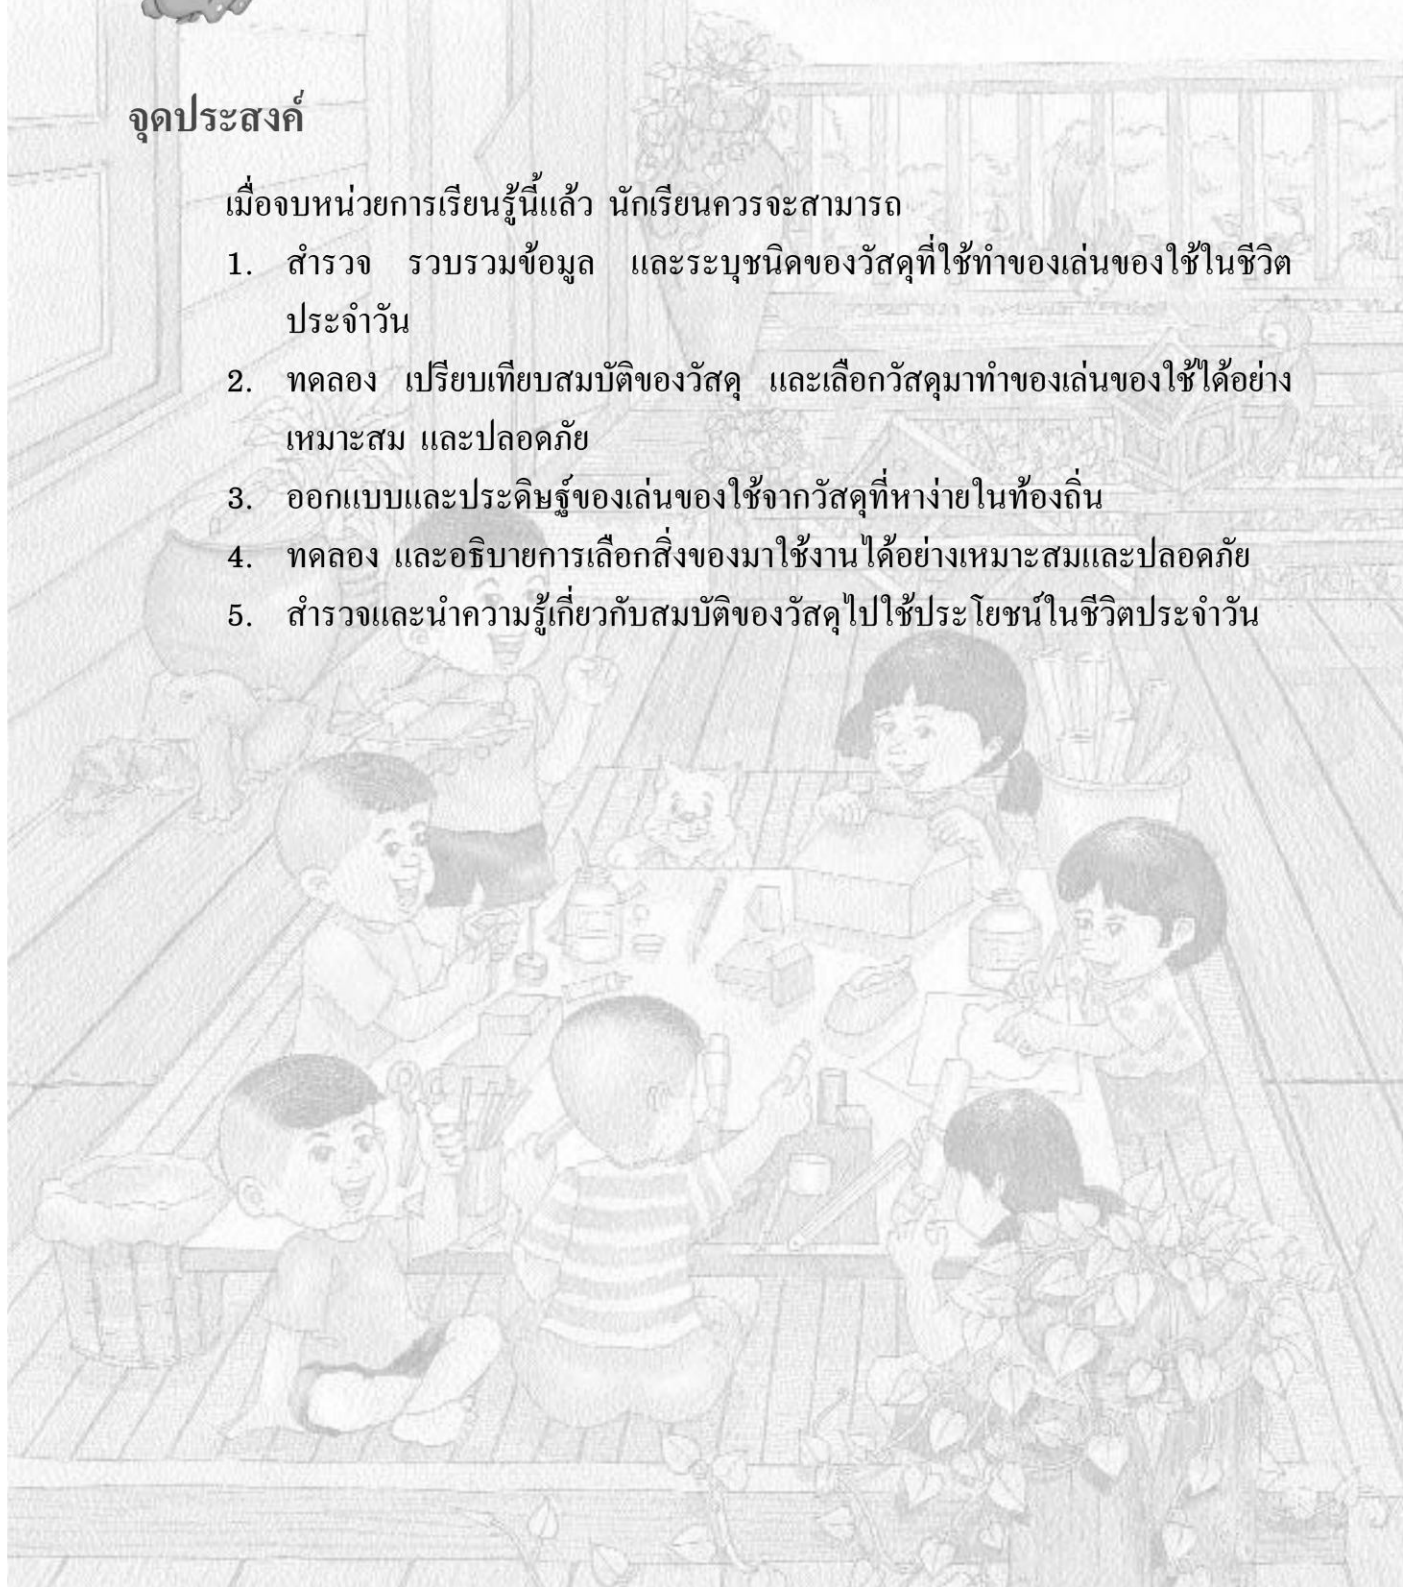 จุดประสงค์
เมื่อจบหน่วยการเรียนรู้นี้แล้ว นักเรียนควรจะสามารถ
1. สำรวจ รวบรวมข้อมูล และระบุชนิดของวัสดุที่ใช้ทำของเล่นของใช้ในชีวิต
ประจำวัน
2. ทดลอง เปรียบเทียบสมบัติของวัสดุ และเลือกวัสดุมาทำของเล่นของใช้ได้อย่าง
เหมาะสม และปลอดภัย
3. ออกแบบและประดิษฐ์ของเล่นของใช้จากวัสดุที่หาง่ายในท้องถิ่น
4. ทดลอง และอธิบายการเลือกสิ่งของมาใช้งานได้อย่างเหมาะสมและปลอดภัย
5. สำรวจและนำความรู้เกี่ยวกับสมบัติของวัสดุไปใช้ประโยชน์ในชีวิตประจำวัน